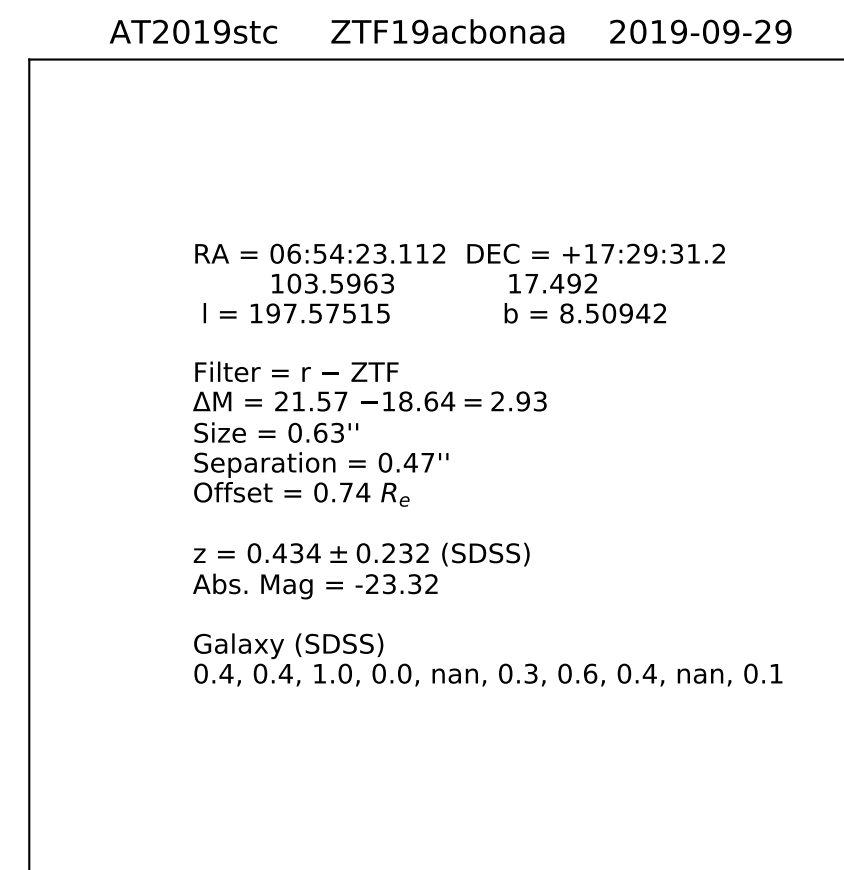 AT2019stc ZTF19acbonaa 2019-09-29
RA = 06:54:23.112 DEC = +17:29:31.2
103.5963 17.492
l = 197.57515 b = 8.50942
Filter = r − ZTF
ΔM = 21.57 −18.64 = 2.93
Size = 0.63''
Separation = 0.47''
Offset = 0.74 Re
z = 0.434 ± 0.232 (SDSS)
Abs. Mag = -23.32
Galaxy (SDSS)
0.4, 0.4, 1.0, 0.0, nan, 0.3, 0.6, 0.4, nan, 0.1